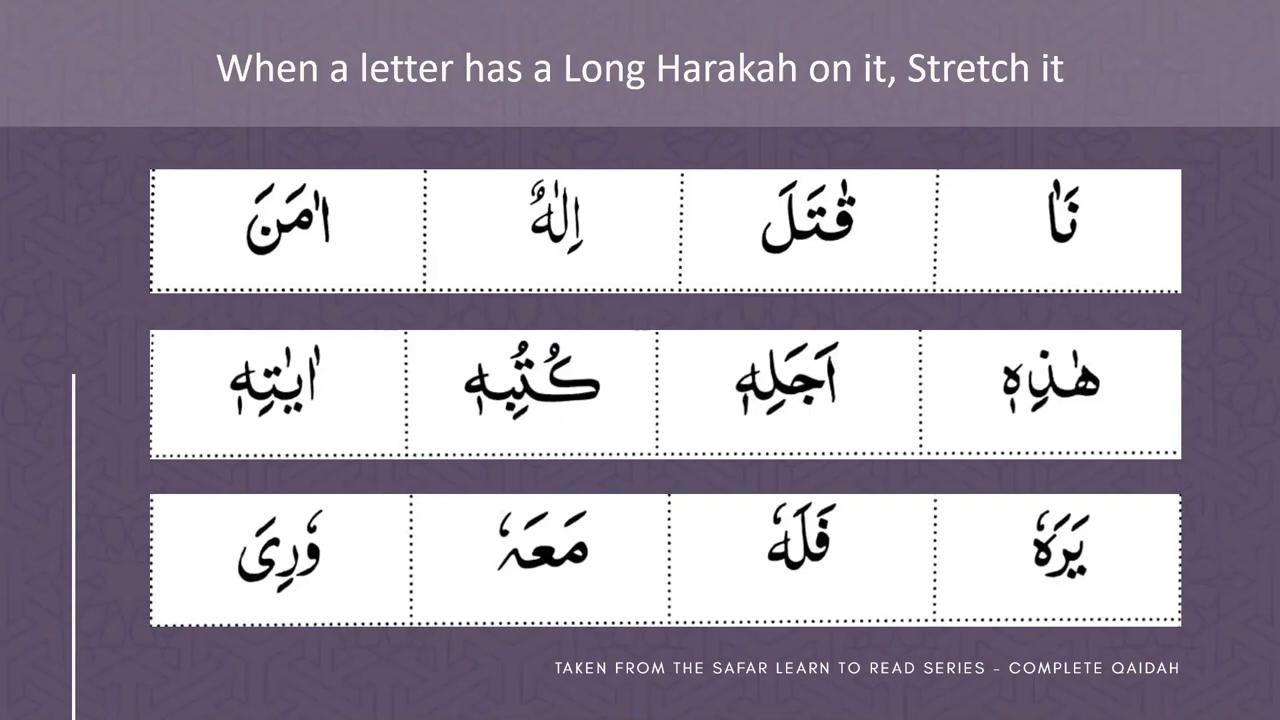 When a letter has a Long Harakah on it, Stretch it
نَاٰ قٰتَلَ اِلٰهٌ اٰمَنَ
هٰذِهٖ اَجَلِهٖ كُتُبِهٖ اٰيٰتِهٖ
يَرَهٗ فَلَهٗ مَعَهٗ وٗرِىَ
TAKEN FROM THE SAFAR LEARN TO READ SERIES – COMPLETE QAIDAH